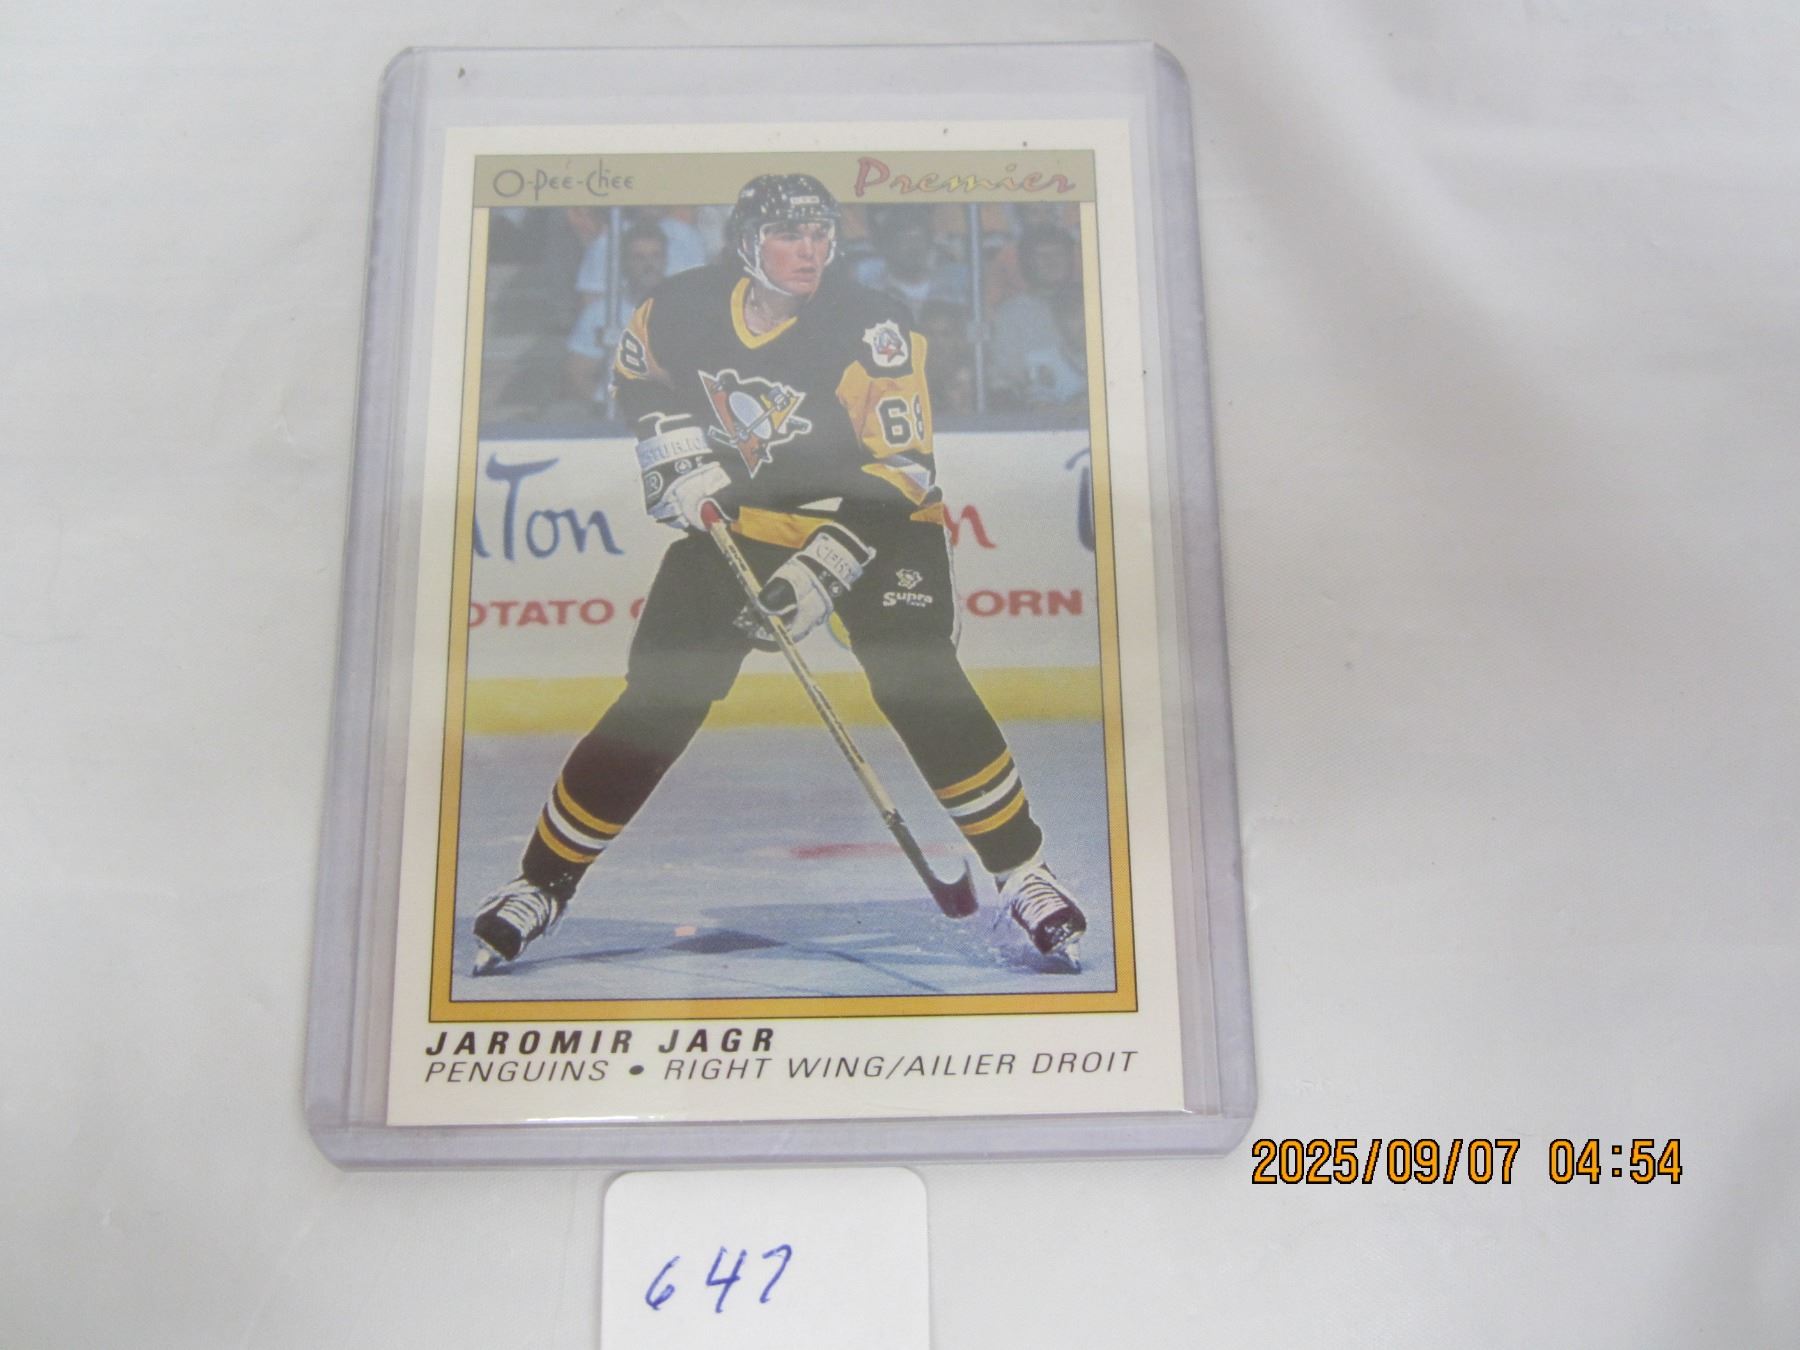 O-Pee-Chee Premier
8
68
Ton
OTATO
ORN
Supra
JAROMIR JAGR
PENGUINS • RIGHT WING/AILIER DROIT
2025/09/07 04:54
647